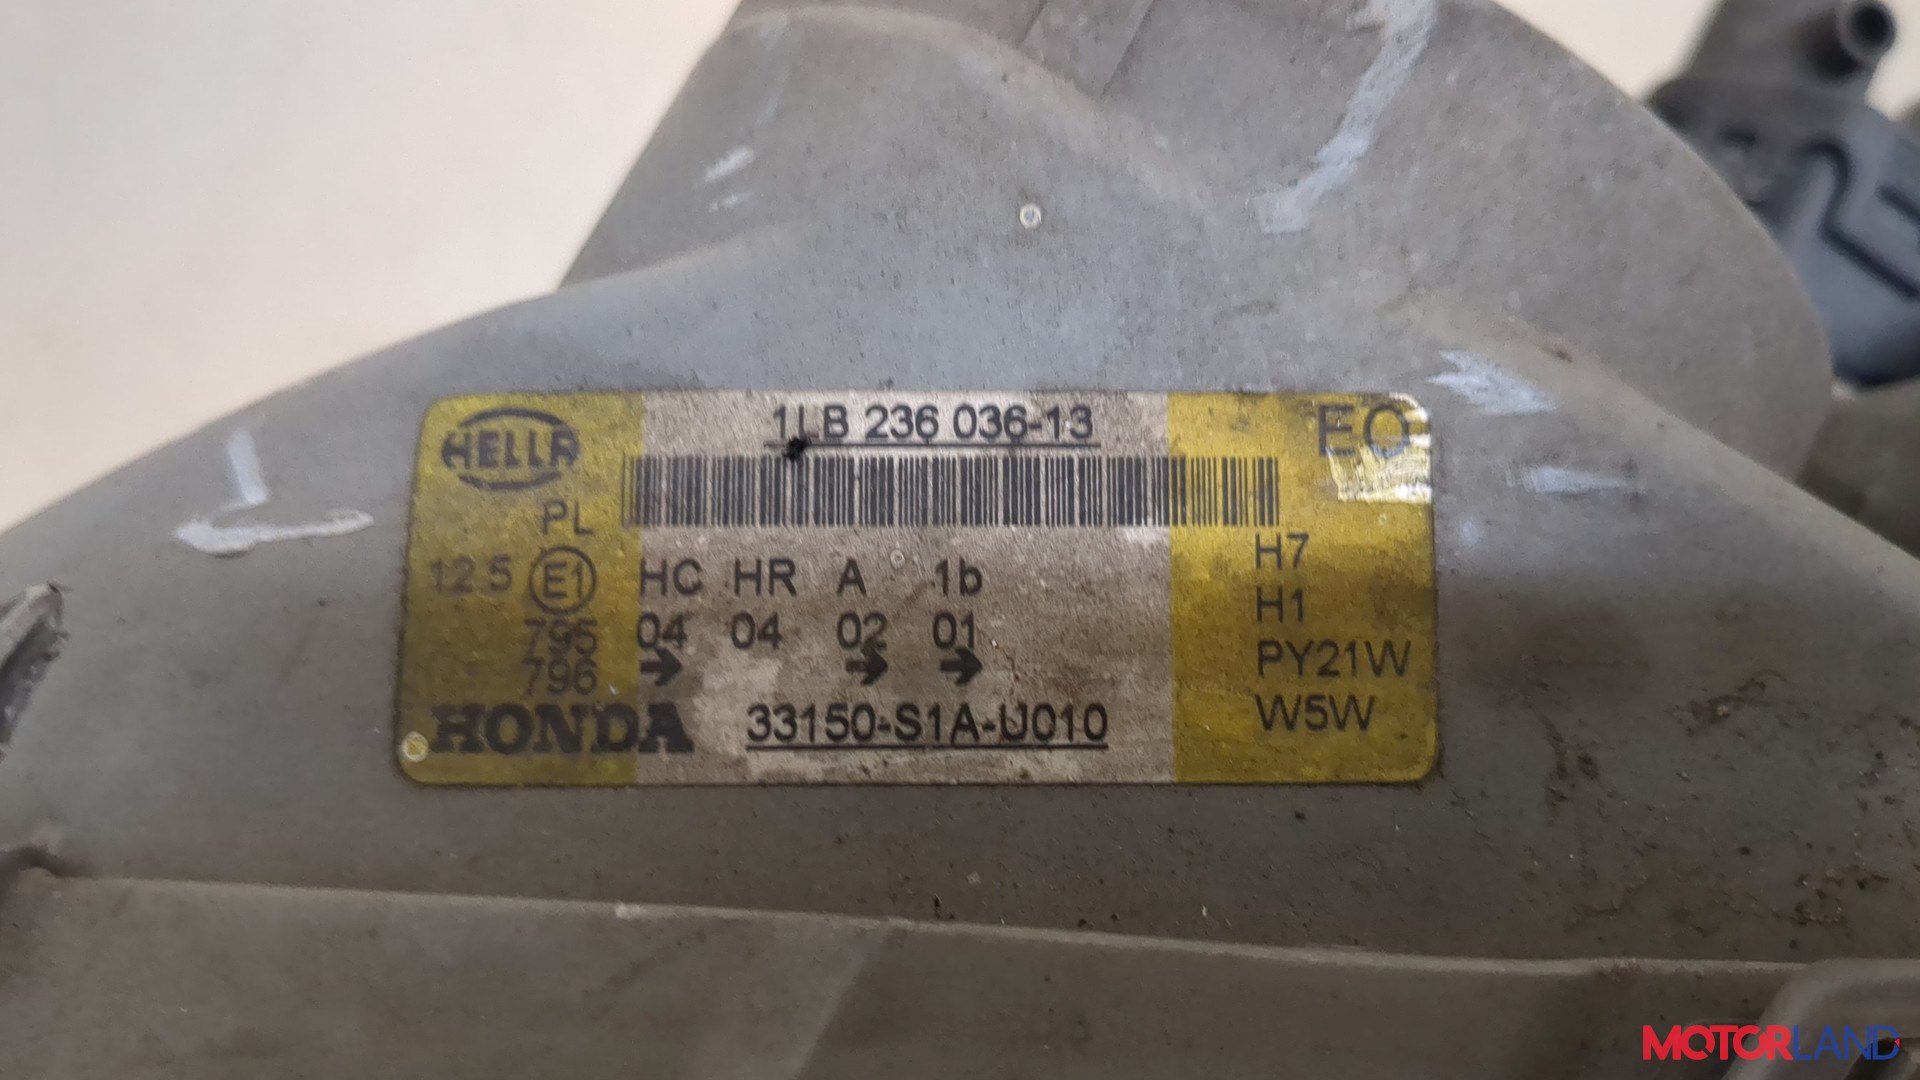 1LB 236 036-13 EO
HELLA
PL
H7
12.5 E1 HC HR A 1b
H1
795 04 04 02 01
PY21W
796 → → →
HONDA 33150-S1A-U010 W5W
MOTORLAND